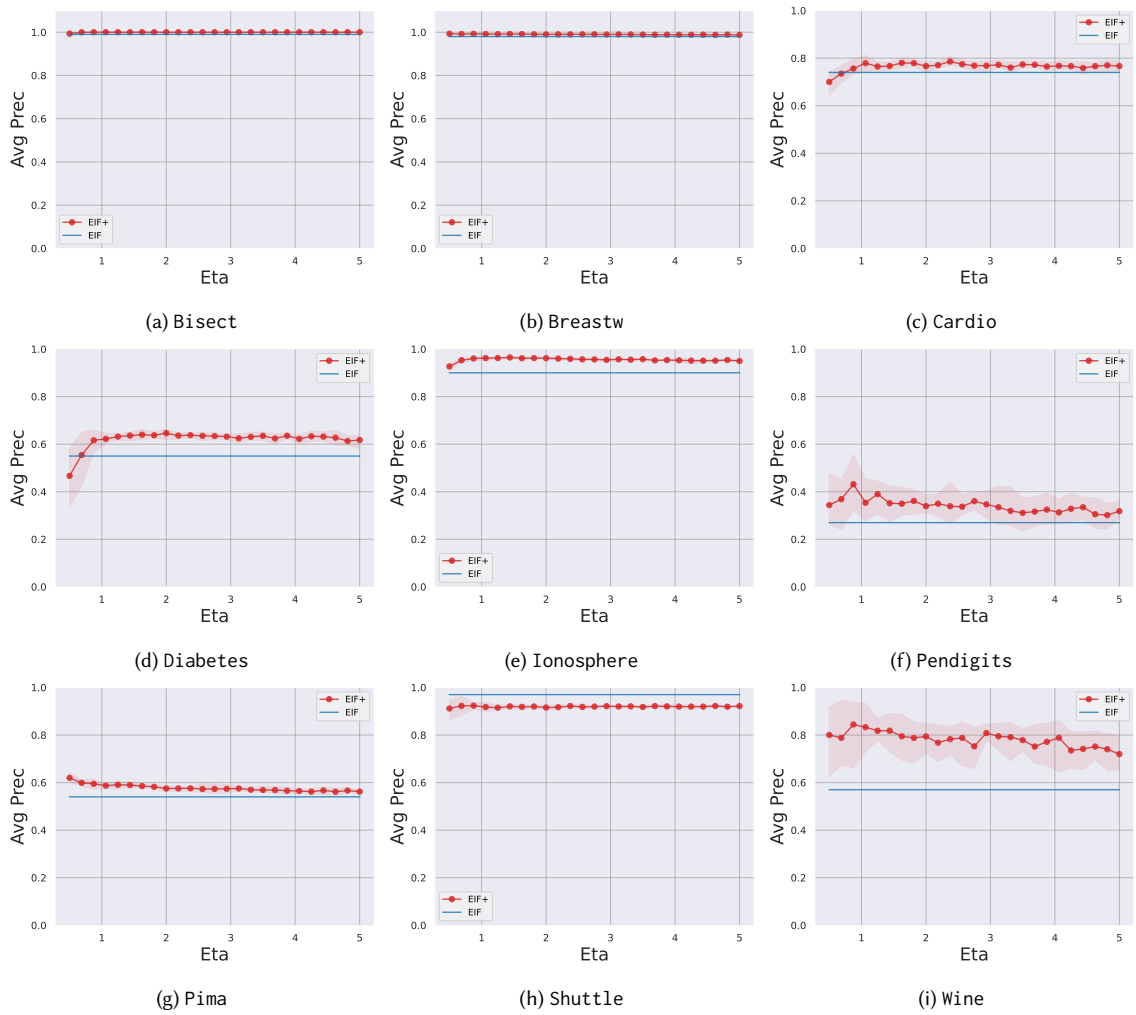 1.0
0.8
0.6
0.4
0.2
0.0
Avg Prec
EIF+
EIF
1 2 3 4 5
Eta
(a) Bisect
1.0
0.8
0.6
0.4
0.2
0.0
Avg Prec
EIF+
EIF
1 2 3 4 5
Eta
(b) Breastw
1.0
0.8
0.6
0.4
0.2
0.0
Avg Prec
EIF+
EIF
1 2 3 4 5
Eta
(c) Cardio
1.0
0.8
0.6
0.4
0.2
0.0
Avg Prec
EIF+
EIF
1 2 3 4 5
Eta
(d) Diabetes
1.0
0.8
0.6
0.4
0.2
0.0
Avg Prec
EIF+
EIF
1 2 3 4 5
Eta
(e) Ionosphere
1.0
0.8
0.6
0.4
0.2
0.0
Avg Prec
EIF+
EIF
1 2 3 4 5
Eta
(f) Pendigits
1.0
0.8
0.6
0.4
0.2
0.0
Avg Prec
EIF+
EIF
1 2 3 4 5
Eta
(g) Pima
1.0
0.8
0.6
0.4
0.2
0.0
Avg Prec
EIF+
EIF
1 2 3 4 5
Eta
(h) Shuttle
1.0
0.8
0.6
0.4
0.2
0.0
Avg Prec
EIF+
EIF
1 2 3 4 5
Eta
(i) Wine